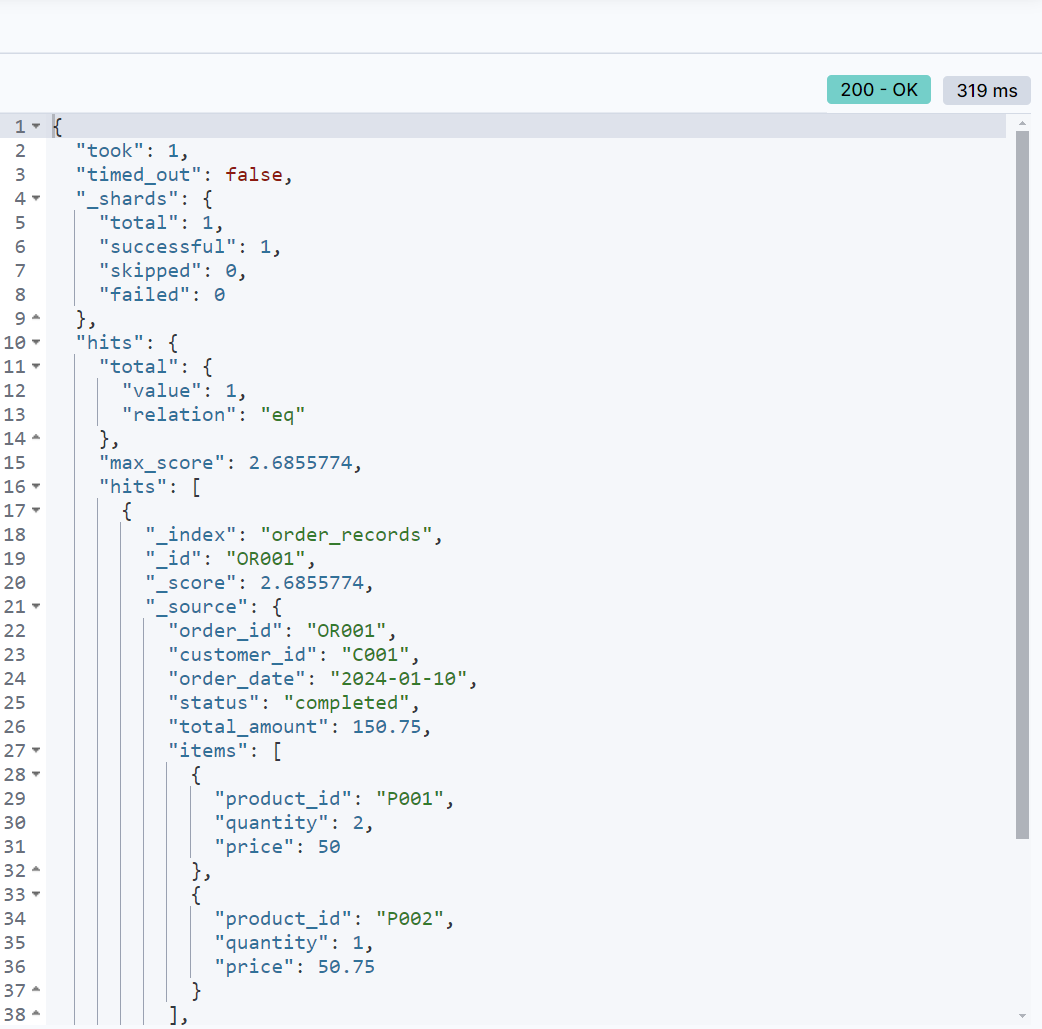 200 - OK 319 ms
1 {
2 "took": 1,
3 "timed_out": false,
4 "_shards": {
5 "total": 1,
6 "successful": 1,
7 "skipped": 0,
8 "failed": 0
9 },
10 "hits": {
11 "total": {
12 "value": 1,
13 "relation": "eq"
14 },
15 "max_score": 2.6855774,
16 "hits": [
17 {
18 "_index": "order_records",
19 "_id": "OR001",
20 "_score": 2.6855774,
21 "_source": {
22 "order_id": "OR001",
23 "customer_id": "C001",
24 "order_date": "2024-01-10",
25 "status": "completed",
26 "total_amount": 150.75,
27 "items": [
28 {
29 "product_id": "P001",
30 "quantity": 2,
31 "price": 50
32 },
33 {
34 "product_id": "P002",
35 "quantity": 1,
36 "price": 50.75
37 }
38 ],